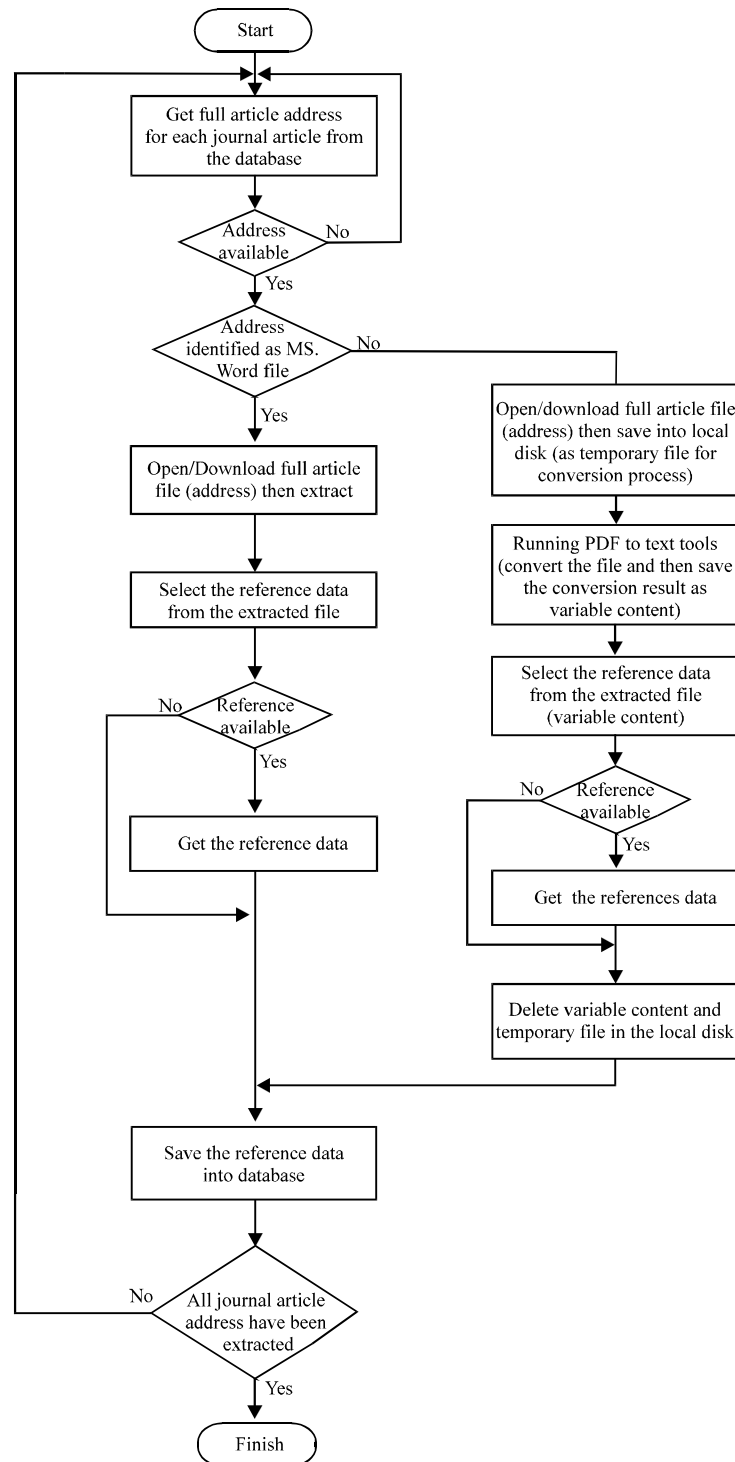 Start
Get full article address
for each journal article from
the database
Address
available
No
Yes
Address
identified as MS.
Word file
No
Yes
Open/Download full article
file (address) then extract
Select the reference data
from the extracted file
Reference
available
No
Yes
Get the reference data
Open/download full article file
(address) then save into local
disk (as temporary file for
conversion process)
Running PDF to text tools
(convert the file and then save
the conversion result as
variable content)
Select the reference data
from the extracted file
(variable content)
Reference
available
No
Yes
Get the references data
Delete variable content and
temporary file in the local disk
Save the reference data
into database
All journal article
address have been
extracted
No
Yes
Finish